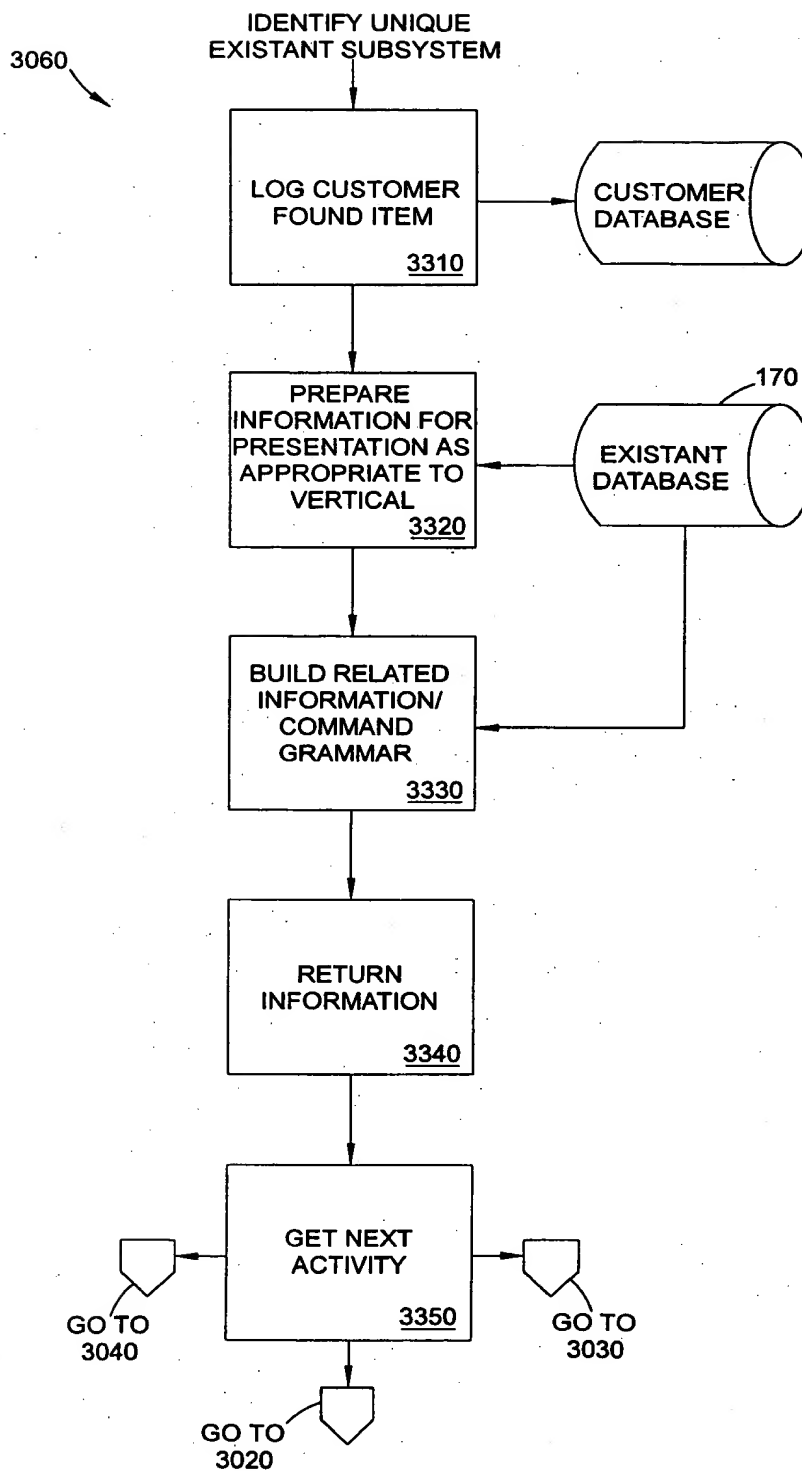 IDENTIFY UNIQUE
EXISTANT SUBSYSTEM
3060
LOG CUSTOMER
FOUND ITEM
3310
CUSTOMER
DATABASE
PREPARE
INFORMATION FOR
PRESENTATION AS
APPROPRIATE TO
VERTICAL
3320
170
EXISTANT
DATABASE
BUILD RELATED
INFORMATION/
COMMAND
GRAMMAR
3330
RETURN
INFORMATION
3340
GET NEXT
ACTIVITY
3350
GO TO
3040
GO TO
3030
GO TO
3020